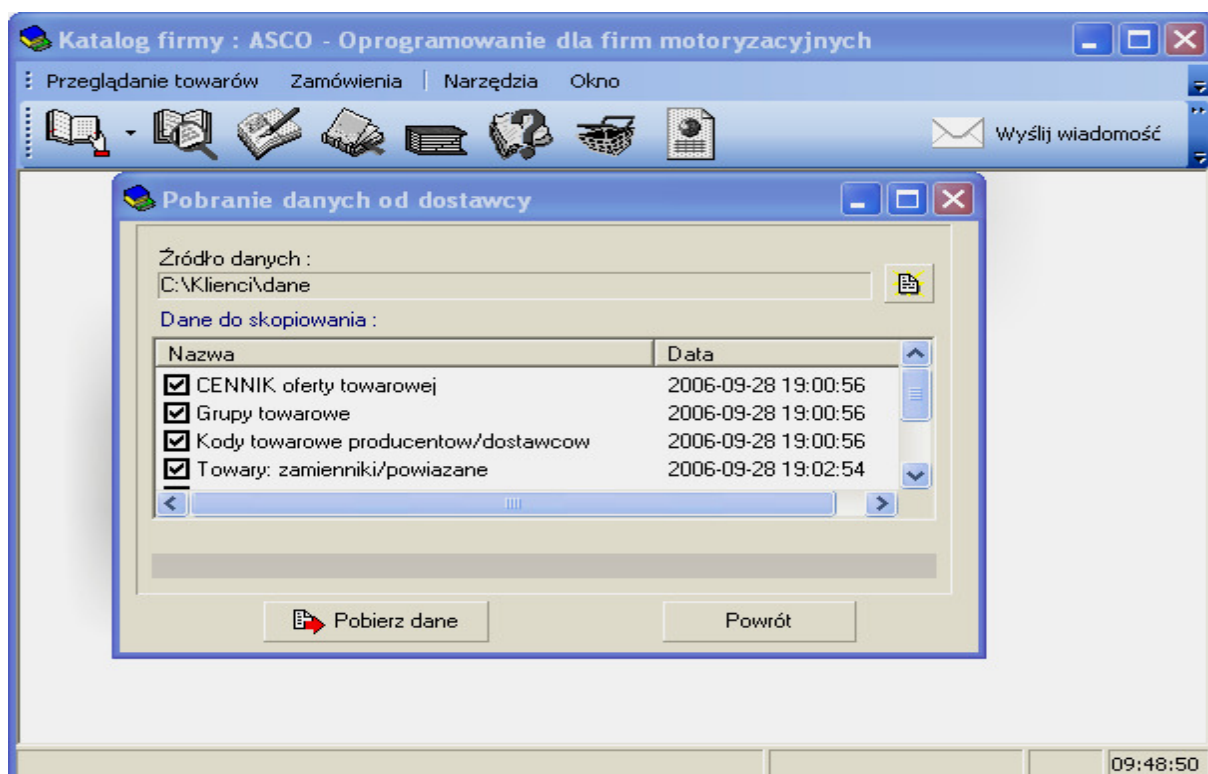 Katalog firmy : ASCO - Oprogramowanie dla firm motoryzacyjnych
Przeglądanie towarów Zamówienia Narzędzia Okno
Wyślij wiadomość
Pobranie danych od dostawcy
Źródło danych :
C:\Klienci\dane
Dane do skopiowania :
Nazwa Data
CENNIK oferty towarowej 2006-09-28 19:00:56
Grupy towarowe 2006-09-28 19:00:56
Kody towarowe producentow/dostawcow 2006-09-28 19:00:56
Towary: zamienniki/powiazane 2006-09-28 19:02:54
Pobierz dane Powrót
09:48:50